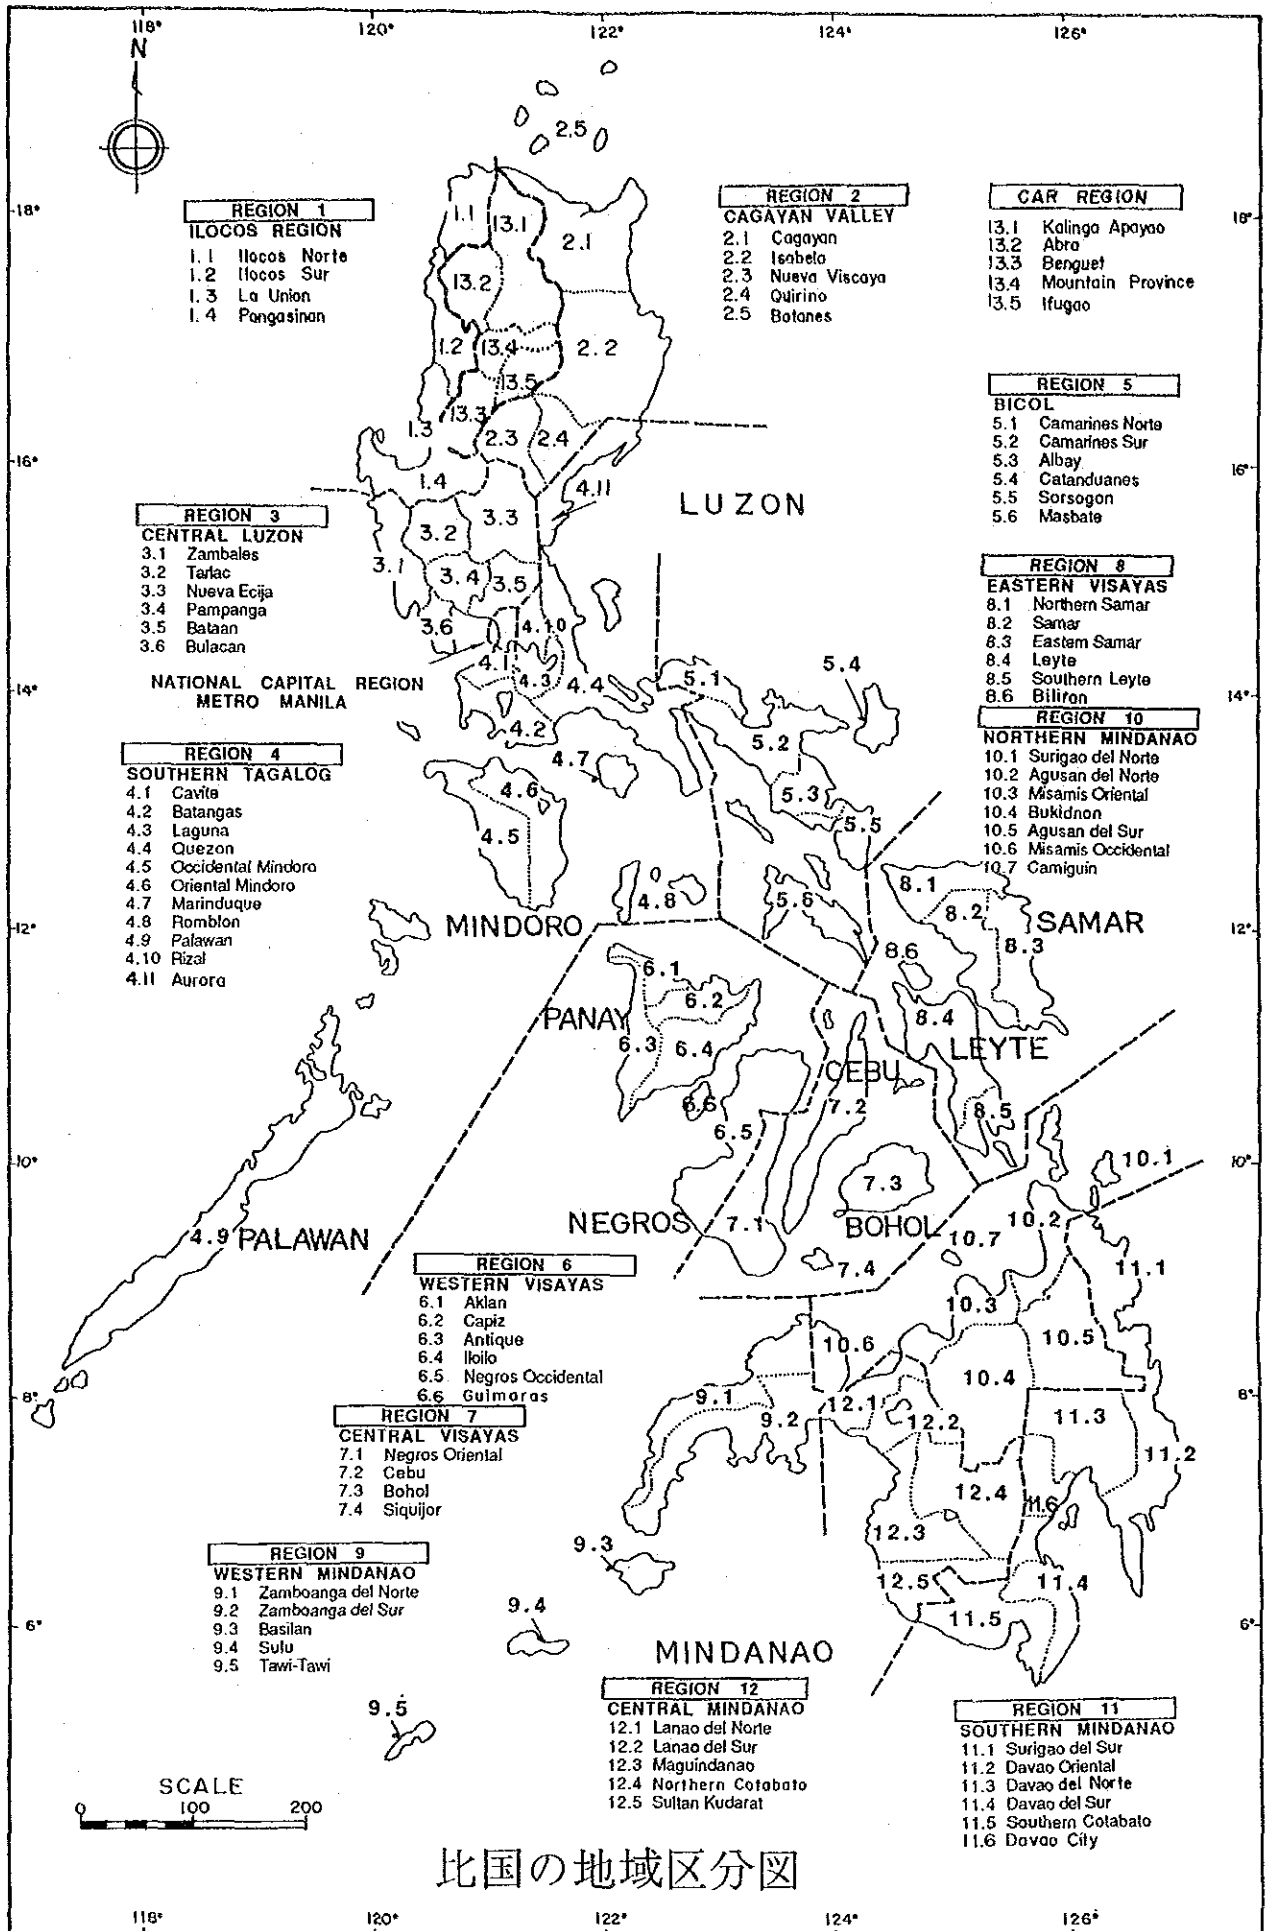 118° 120° 122° 124° 126°
N
2.5
18° 18°
REGION 1
ILOCOS REGION
1.1 Ilocos Norte
1.2 Ilocos Sur
1.3 La Union
1.4 Pangasinan
REGION 2
CAGAYAN VALLEY
2.1 Cagayan
2.2 Isabela
2.3 Nueva Viscaya
2.4 Quirino
2.5 Batanes
CAR REGION
13.1 Kalinga Apayao
13.2 Abra
13.3 Benguet
13.4 Mountain Province
13.5 Ifugao
1.1 13.1 2.1
13.2
1.2 13.4 2.2
13.5
13.3
1.3 2.3 2.4
REGION 5
BICOL
5.1 Camarines Norte
5.2 Camarines Sur
5.3 Albay
5.4 Catanduanes
5.5 Sorsogon
5.6 Masbate
16° 16°
1.4 4.11
LUZON
REGION 3
CENTRAL LUZON
3.1 Zambales
3.2 Tarlac
3.3 Nueva Ecija
3.4 Pampanga
3.5 Bataan
3.6 Bulacan
3.2 3.3
3.1 3.4 3.5
3.6 4.10
4.1 4.3 4.4
4.2
NATIONAL CAPITAL REGION
METRO MANILA
REGION 8
EASTERN VISAYAS
8.1 Northern Samar
8.2 Samar
8.3 Eastern Samar
8.4 Leyte
8.5 Southern Leyte
8.6 Biliron
14° 14°
5.1 5.4
5.2
5.3
5.5
REGION 10
NORTHERN MINDANAO
10.1 Surigao del Norte
10.2 Agusan del Norte
10.3 Misamis Oriental
10.4 Bukidnon
10.5 Agusan del Sur
10.6 Misamis Occidental
10.7 Camiguin
REGION 4
SOUTHERN TAGALOG
4.1 Cavite
4.2 Batangas
4.3 Laguna
4.4 Quezon
4.5 Occidental Mindoro
4.6 Oriental Mindoro
4.7 Marinduque
4.8 Romblon
4.9 Palawan
4.10 Rizal
4.11 Aurora
4.7
4.6
4.5
4.8 5.6
8.1
8.2
8.3
8.6
MINDORO SAMAR
12° 12°
6.1
6.2
PANAY
6.3 6.4
8.4
LEYTE
CEBU
6.6 7.2 8.5
6.5
10° 10°
10.1
7.3
NEGROS 7.1 BOHOL 10.2
4.9 PALAWAN 10.7
7.4 11.1
REGION 6
WESTERN VISAYAS
6.1 Aklan
6.2 Capiz
6.3 Antique
6.4 Iloilo
6.5 Negros Occidental
6.6 Guimaras
10.3
10.6 10.5
10.4
8° 8°
9.1 12.1
9.2 12.2 11.3
11.2
12.4 11.6
12.3
12.5 11.4
11.5
REGION 7
CENTRAL VISAYAS
7.1 Negros Oriental
7.2 Cebu
7.3 Bohol
7.4 Siquijor
REGION 9
WESTERN MINDANAO
9.1 Zamboanga del Norte
9.2 Zamboanga del Sur
9.3 Basilan
9.4 Sulu
9.5 Tawi-Tawi
9.3
9.4
6° 6°
MINDANAO
9.5
REGION 12
CENTRAL MINDANAO
12.1 Lanao del Norte
12.2 Lanao del Sur
12.3 Maguindanao
12.4 Northern Cotabato
12.5 Sultan Kudarat
REGION 11
SOUTHERN MINDANAO
11.1 Surigao del Sur
11.2 Davao Oriental
11.3 Davao del Norte
11.4 Davao del Sur
11.5 Southern Cotabato
11.6 Davao City
SCALE
0 100 200
比国の地域区分図
118° 120° 122° 124° 126°